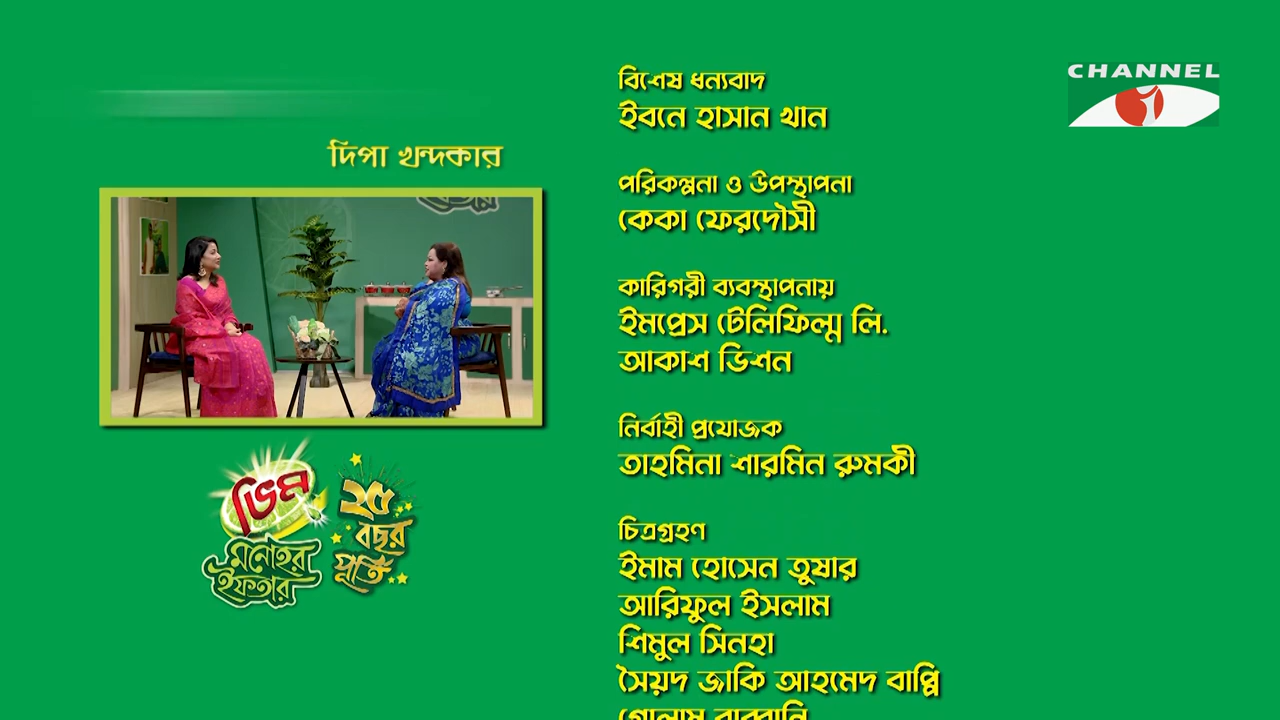 CHANNEL
i
দিপা খন্দকার
ভিম
মনোহর
ইফতার
২৫
বছর
পূর্তি
বিশেষ ধন্যবাদ
ইবনে হাসান খান
পরিকল্পনা ও উপস্থাপনা
কেকা ফেরদৌসী
কারিগরী ব্যবস্থাপনায়
ইমপ্রেস টেলিফিল্ম লি.
আকাশ ভিশন
নির্বাহী প্রযোজক
তাহমিনা শারমিন রুমকী
চিত্রগ্রহণ
ইমাম হোসেন তুষার
আরিফুল ইসলাম
শিমুল সিনহা
সৈয়দ জাকি আহমেদ বাপ্পি